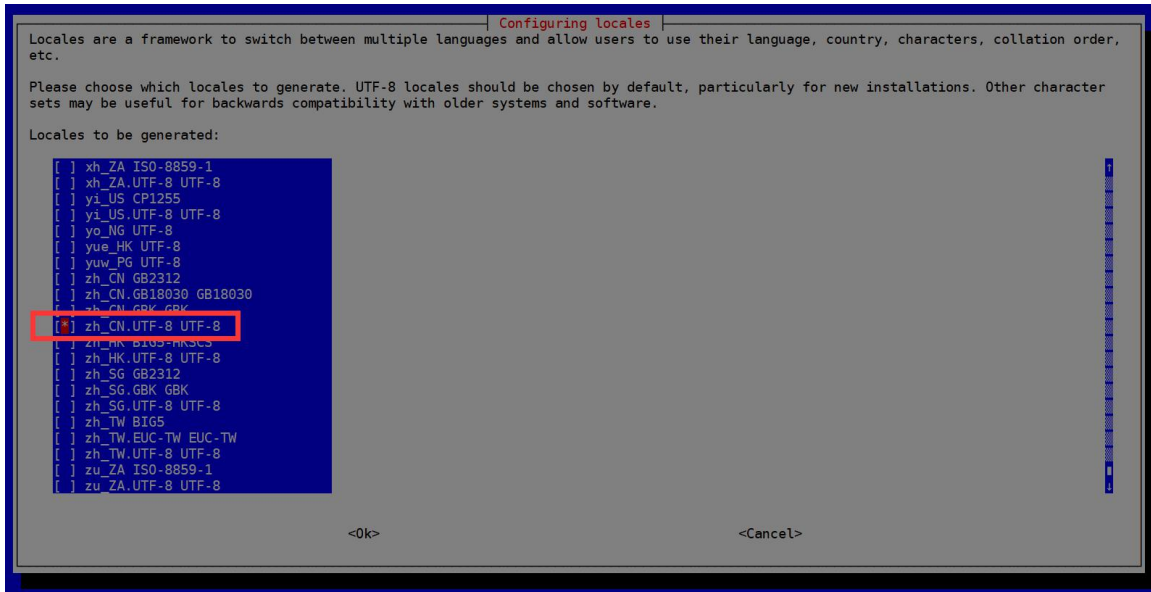 Configuring locales
Locales are a framework to switch between multiple languages and allow users to use their language, country, characters, collation order,
etc.
Please choose which locales to generate. UTF-8 locales should be chosen by default, particularly for new installations. Other character
sets may be useful for backwards compatibility with older systems and software.
Locales to be generated:
[ ] xh_ZA ISO-8859-1
[ ] xh_ZA.UTF-8 UTF-8
[ ] yi_US CP1255
[ ] yi_US.UTF-8 UTF-8
[ ] yo_NG UTF-8
[ ] yue_HK UTF-8
[ ] yuw_PG UTF-8
[ ] zh_CN GB2312
[ ] zh_CN.GB18030 GB18030
[ ] zh_CN.GBK GBK
[*] zh_CN.UTF-8 UTF-8
[ ] zh_HK BIG5-HKSCS
[ ] zh_HK.UTF-8 UTF-8
[ ] zh_SG GB2312
[ ] zh_SG.GBK GBK
[ ] zh_SG.UTF-8 UTF-8
[ ] zh_TW BIG5
[ ] zh_TW.EUC-TW EUC-TW
[ ] zh_TW.UTF-8 UTF-8
[ ] zu_ZA ISO-8859-1
[ ] zu_ZA.UTF-8 UTF-8
<Ok> <Cancel>